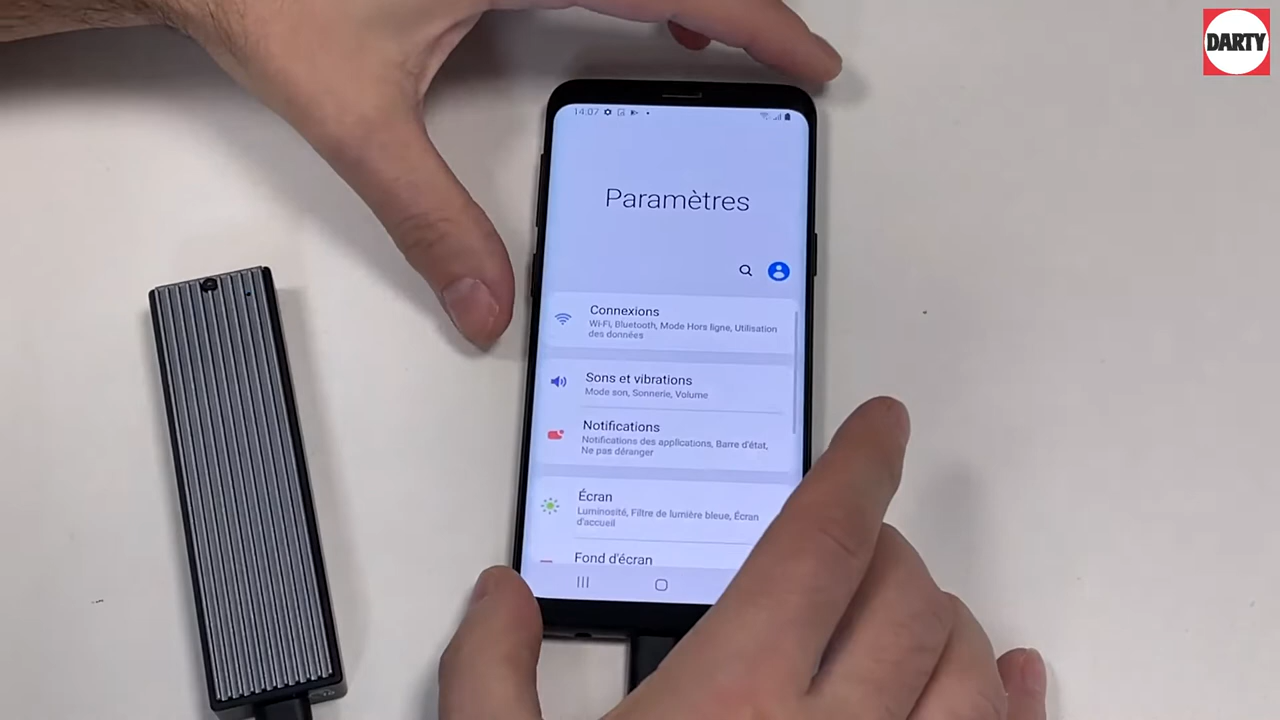 DARTY
14:07
Paramètres
Connexions
Wi-Fi, Bluetooth, Mode Hors ligne, Utilisation
des données
Sons et vibrations
Mode son, Sonnerie, Volume
Notifications
Notifications des applications, Barre d'état,
Ne pas déranger
Écran
Luminosité, Filtre de lumière bleue, Écran
d'accueil
Fond d'écran